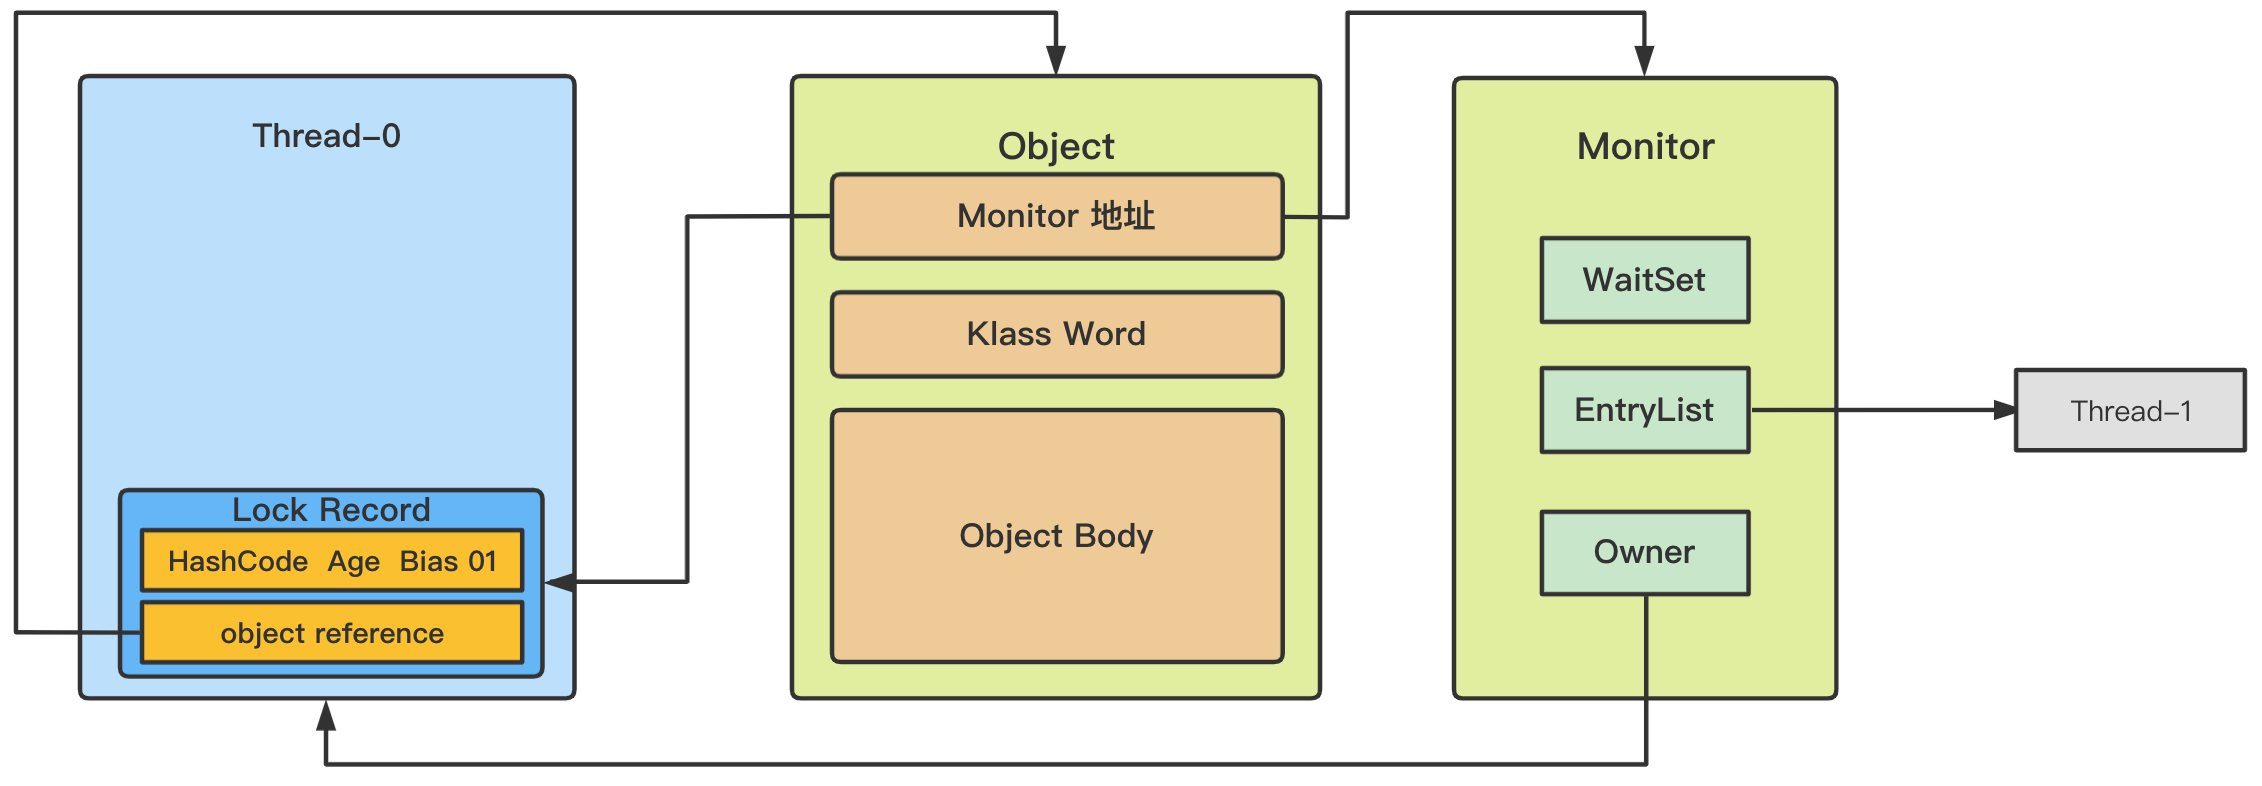 Thread-0
Lock Record
HashCode Age Bias 01
object reference
Object
Monitor 地址
Klass Word
Object Body
Monitor
WaitSet
EntryList
Owner
Thread-1